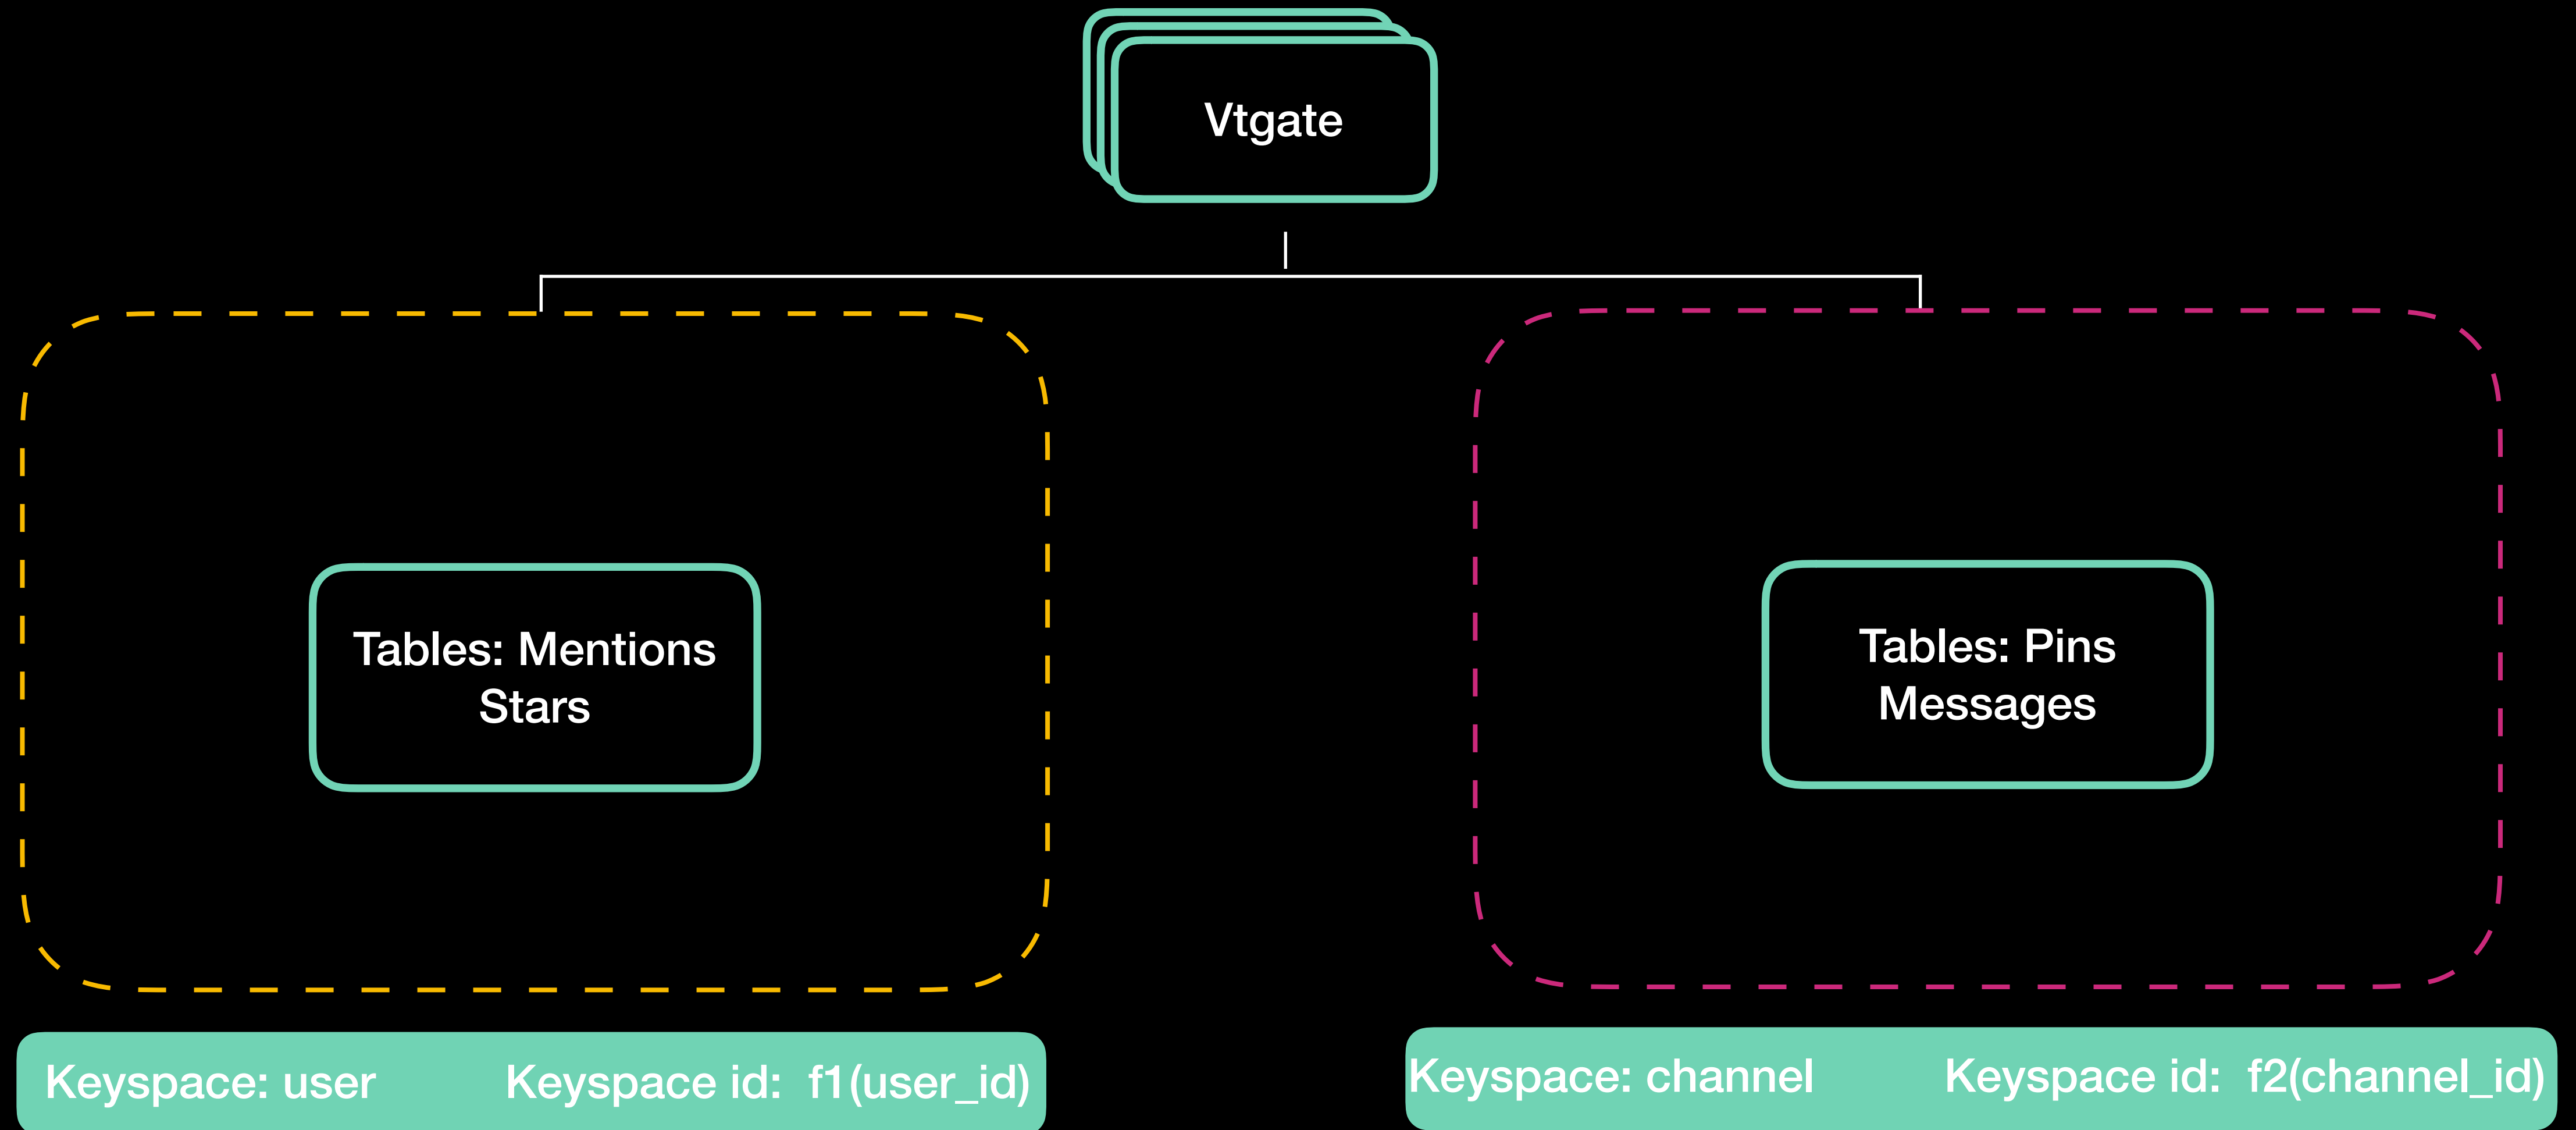 Vtgate
Tables: Mentions
Stars
Tables: Pins
Messages
Keyspace: user Keyspace id: f1(user_id)
Keyspace: channel Keyspace id: f2(channel_id)